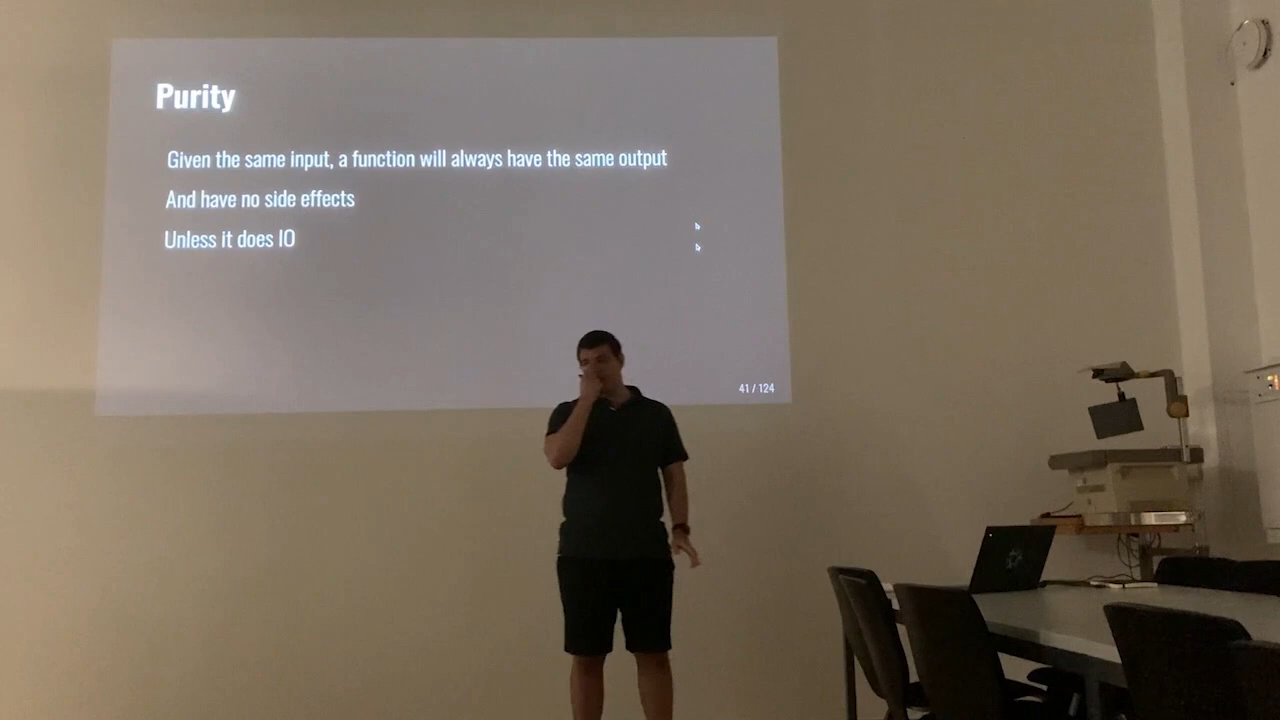 Purity
Given the same input, a function will always have the same output
And have no side effects
Unless it does IO
41 / 124